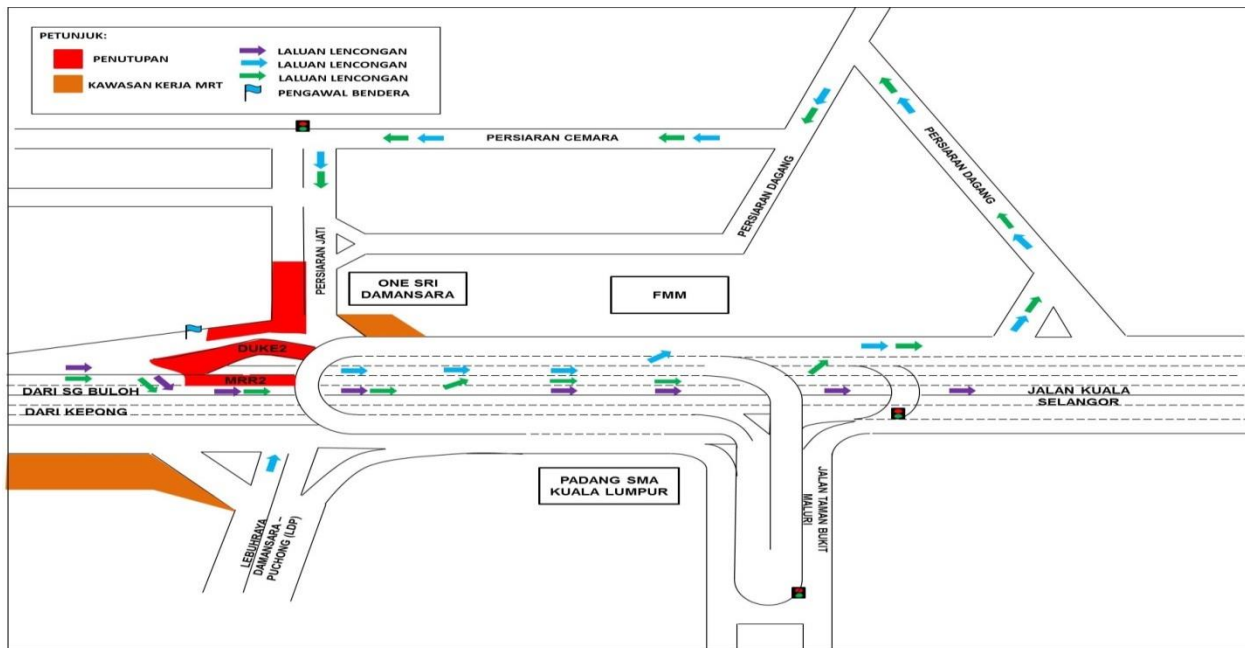 PETUNJUK:
PENUTUPAN
KAWASAN KERJA MRT
LALUAN LENCONGAN
LALUAN LENCONGAN
LALUAN LENCONGAN
PENGAWAL BENDERA
PERSIARAN CEMARA
PERSIARAN DAGANG
PERSIARAN DAGANG
PERSIARAN JATI
ONE SRI
DAMANSARA
FMM
DUKE2
MRR2
DARI SG BULOH
DARI KEPONG
JALAN KUALA
SELANGOR
PADANG SMA
KUALA LUMPUR
JALAN TAMAN BUKIT
MALURI
LEBUHRAYA
DAMANSARA –
PUCHONG (LDP)